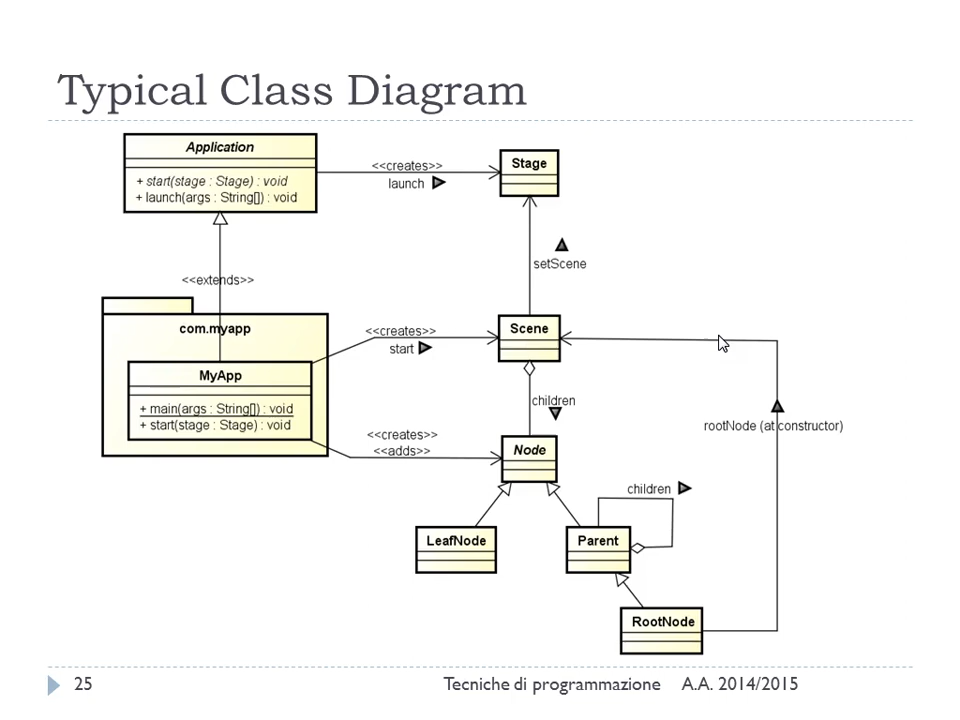 Typical Class Diagram
Application
+ start(stage : Stage) : void
+ launch(args : String[]) : void
<<creates>>
launch
Stage
setScene
<<extends>>
com.myapp
MyApp
+ main(args : String[]) : void
+ start(stage : Stage) : void
<<creates>>
start
Scene
children
rootNode (at constructor)
<<creates>>
<<adds>>
Node
children
LeafNode
Parent
RootNode
25
Tecniche di programmazione
A.A. 2014/2015